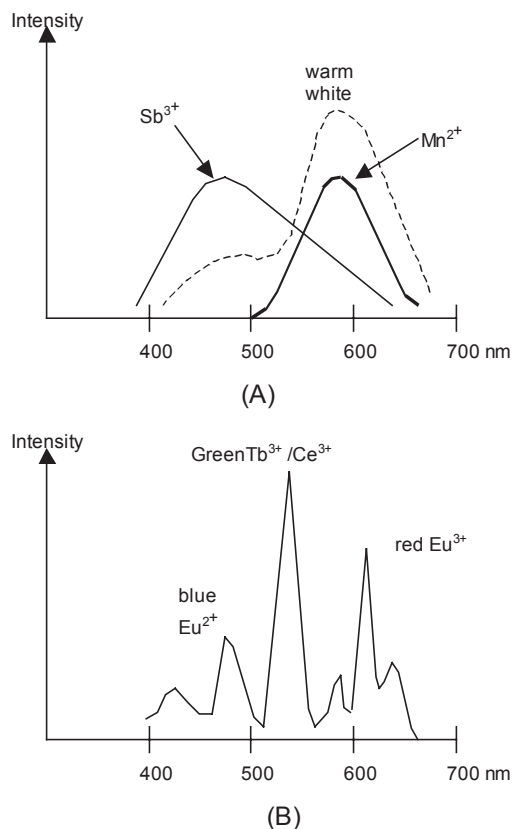 Intensity
warm
white
Sb³⁺
Mn²⁺
400 500 600 700 nm
(A)
Intensity
GreenTb³⁺ /Ce³⁺
red Eu³⁺
blue
Eu²⁺
400 500 600 700 nm
(B)